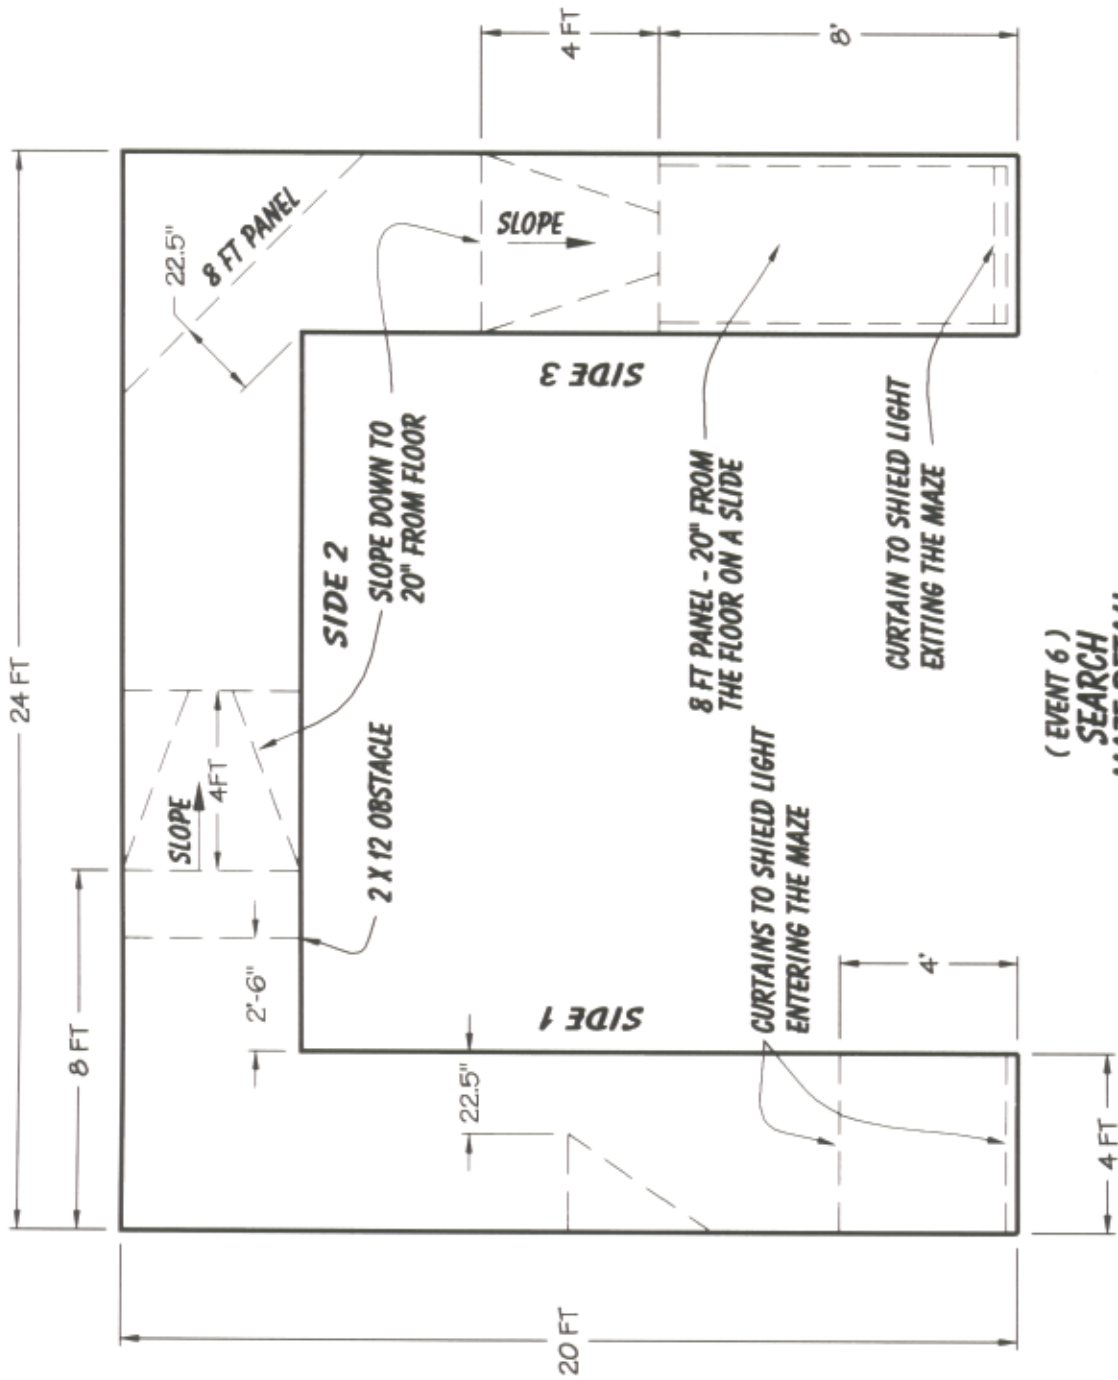 24 FT
8 FT
22.5"
8 FT PANEL
4 FT
SLOPE
4FT
2'-6"
SIDE 2
SLOPE
SLOPE DOWN TO
20" FROM FLOOR
2 X 12 OBSTACLE
SIDE 3
SIDE 1
22.5"
8'
8 FT PANEL - 20" FROM
THE FLOOR ON A SLIDE
CURTAINS TO SHIELD LIGHT
ENTERING THE MAZE
CURTAIN TO SHIELD LIGHT
EXITING THE MAZE
4'
20 FT
4 FT
( EVENT 6 )
SEARCH